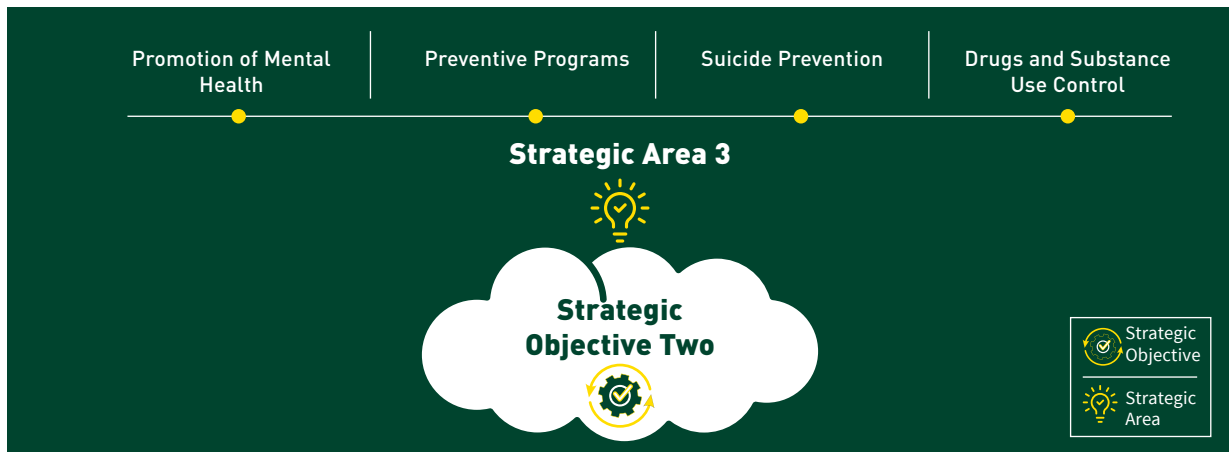 Promotion of Mental
Health
Preventive Programs
Suicide Prevention
Drugs and Substance
Use Control
Strategic Area 3
Strategic
Objective Two
Strategic
Objective
Strategic
Area